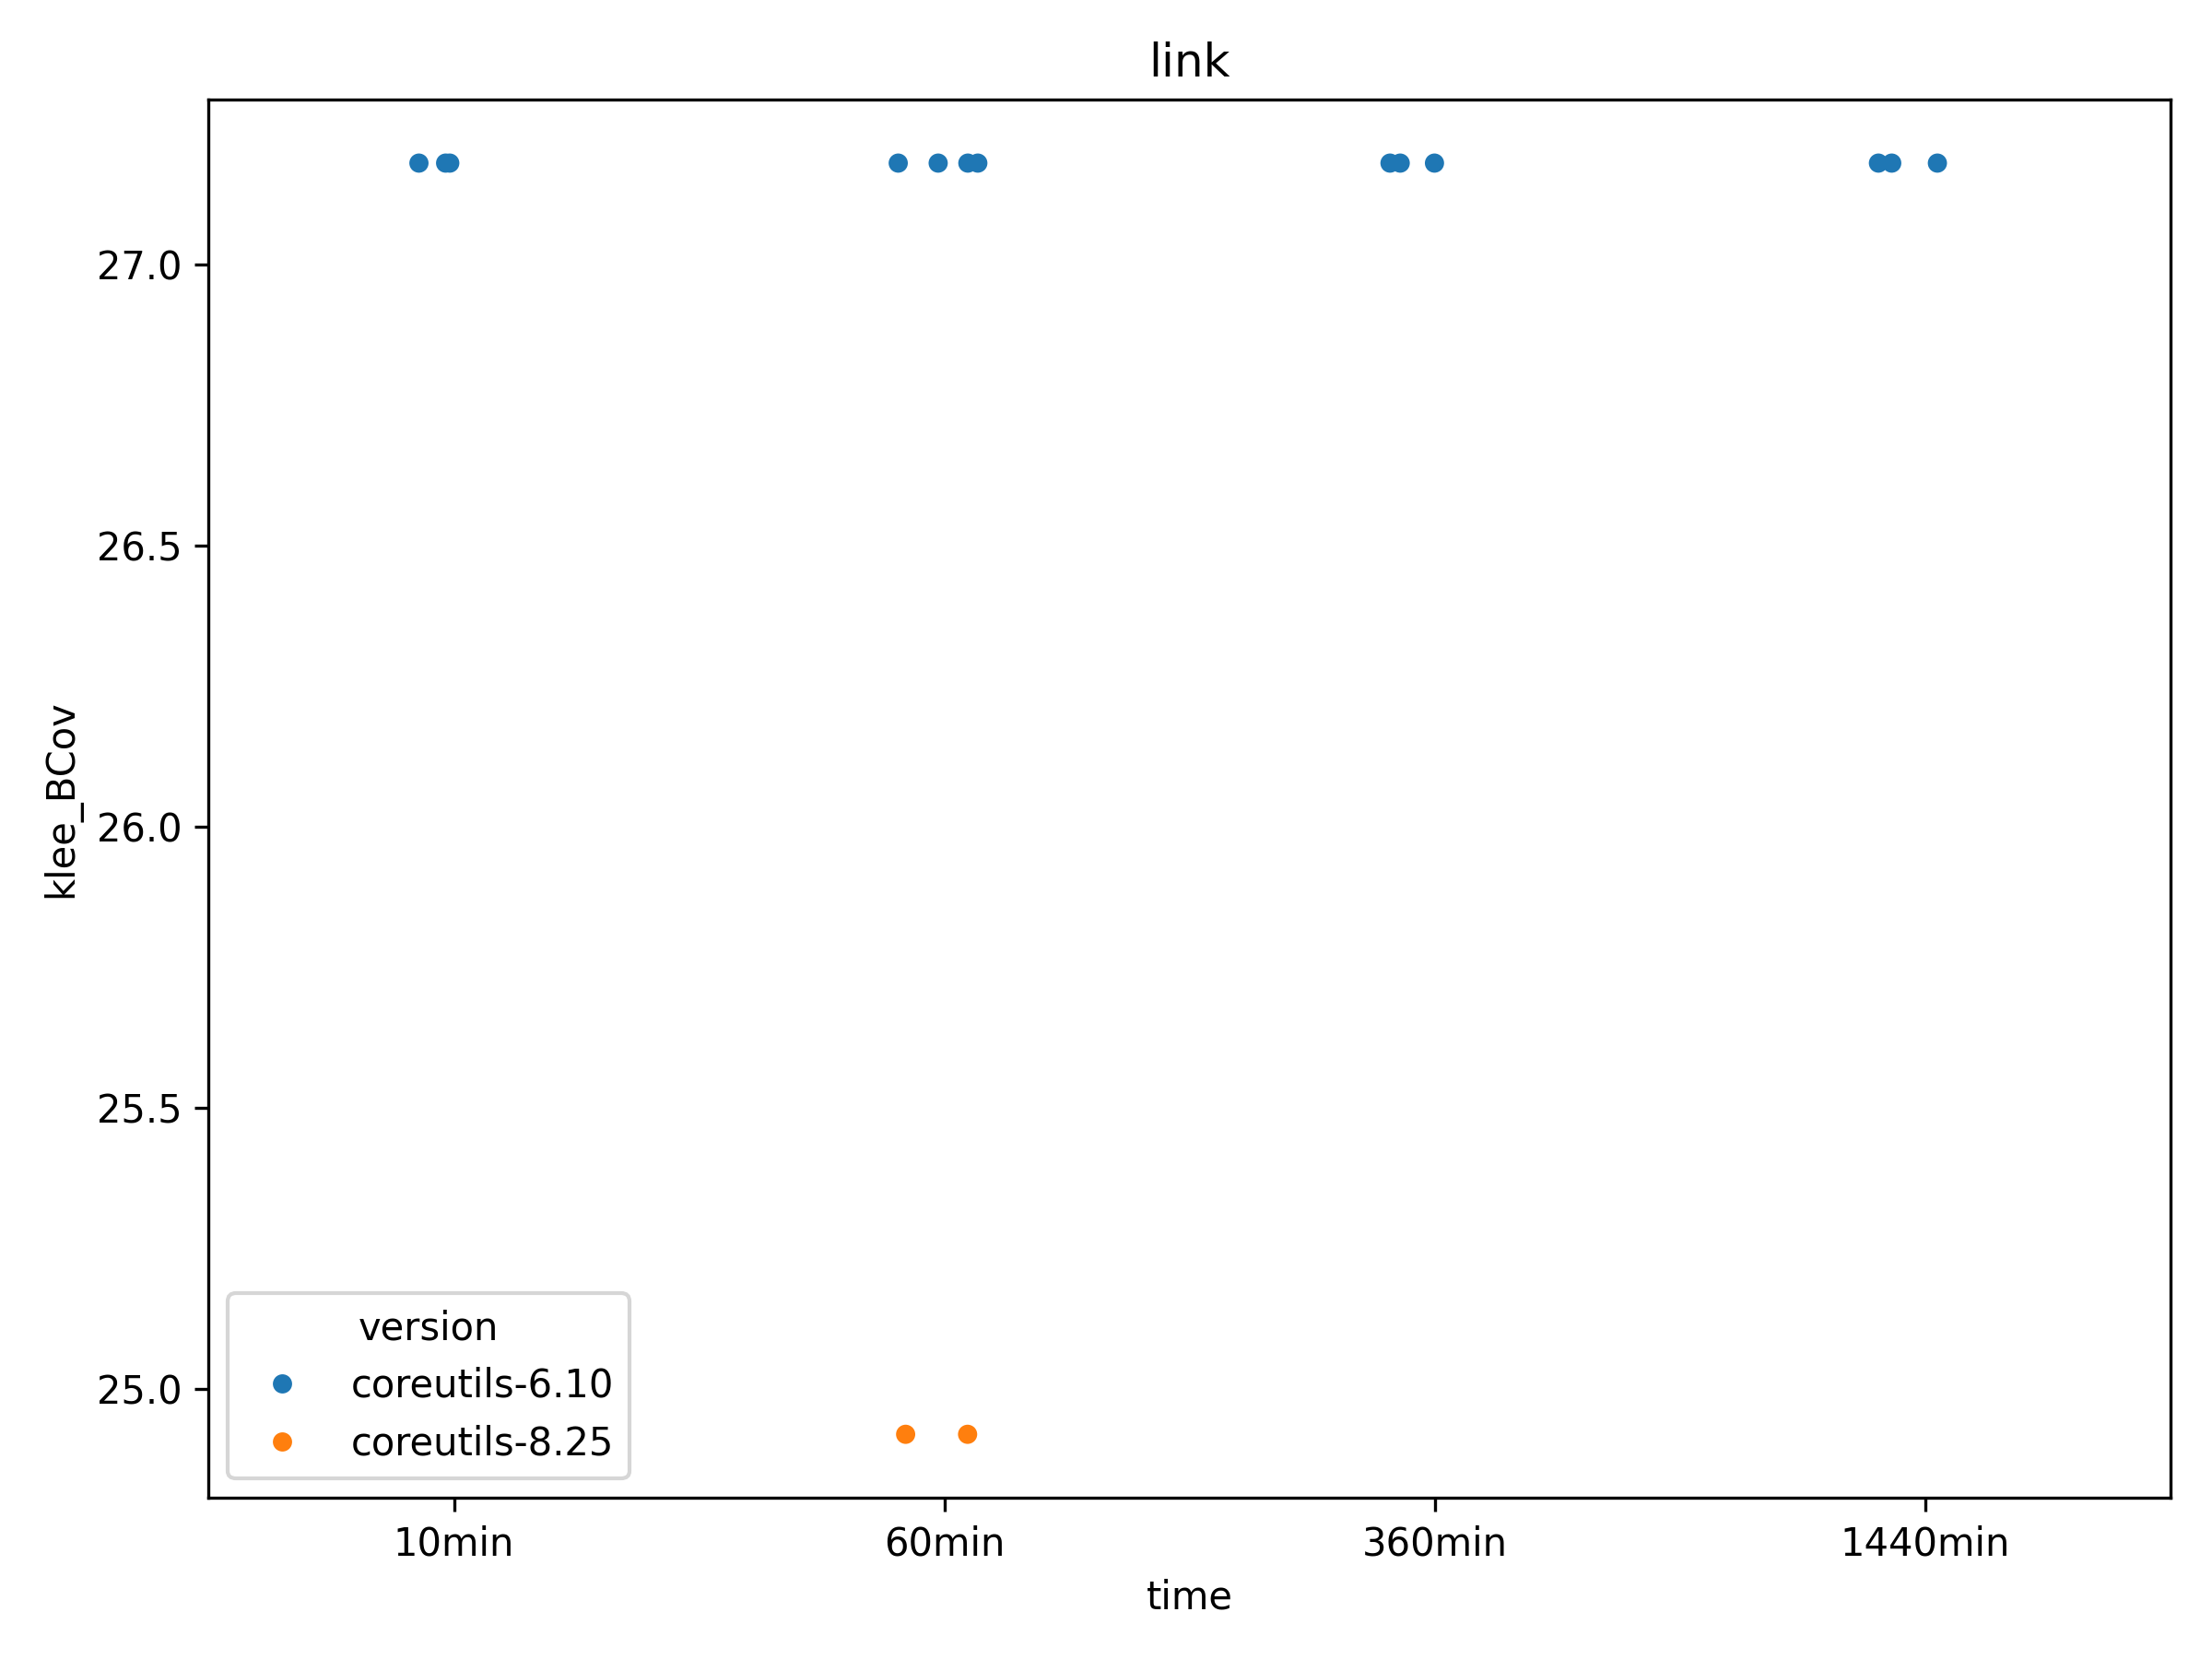 link
klee_BCov
27.0
26.5
26.0
25.5
25.0
version
coreutils-6.10
coreutils-8.25
10min 60min 360min 1440min
time